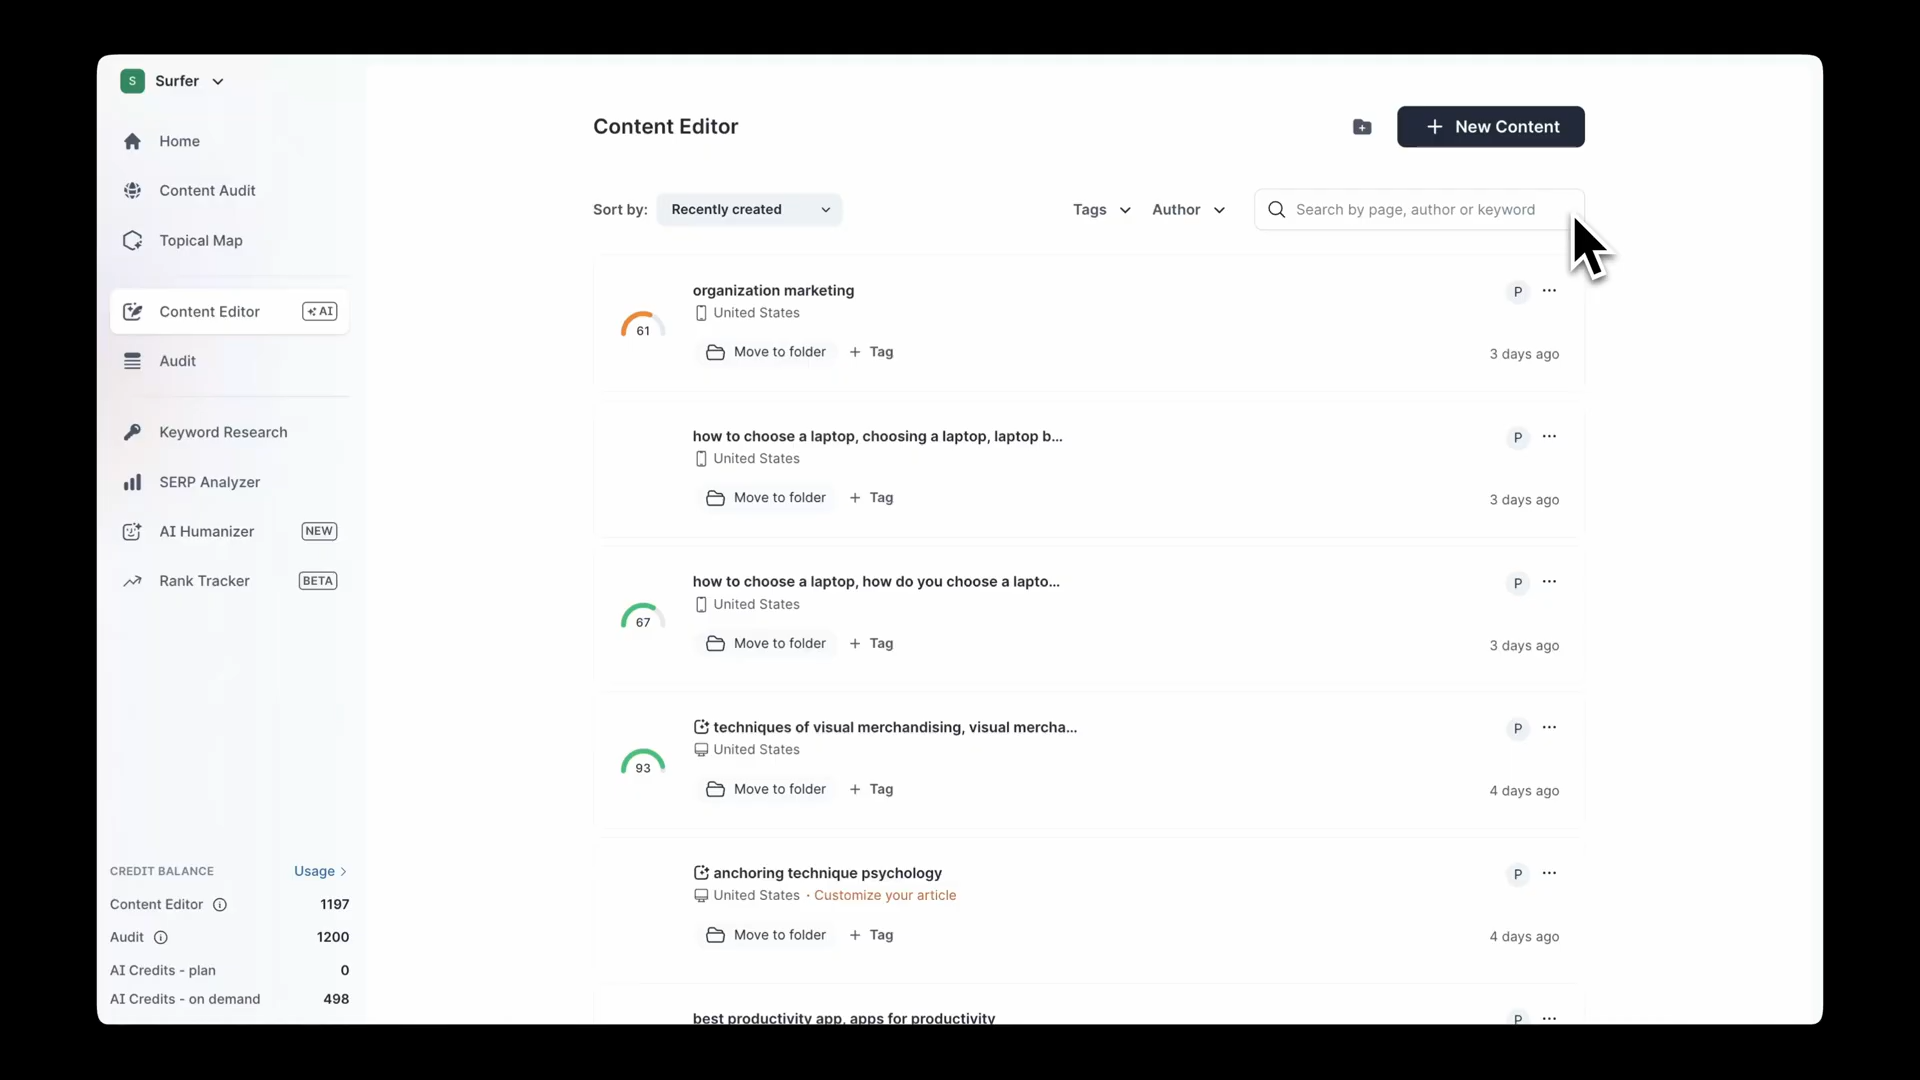 S Surfer
Home
Content Audit
Topical Map
Content Editor AI
Audit
Keyword Research
SERP Analyzer
AI Humanizer NEW
Rank Tracker BETA
CREDIT BALANCE Usage
Content Editor 1197
Audit 1200
AI Credits - plan 0
AI Credits - on demand 498
Content Editor
New Content
Sort by: Recently created Tags Author Search by page, author or keyword
organization marketing P
61 United States
Move to folder + Tag 3 days ago
how to choose a laptop, choosing a laptop, laptop b... P
United States
Move to folder + Tag 3 days ago
how to choose a laptop, how do you choose a lapto... P
67 United States
Move to folder + Tag 3 days ago
techniques of visual merchandising, visual mercha... P
93 United States
Move to folder + Tag 4 days ago
anchoring technique psychology P
United States · Customize your article
Move to folder + Tag 4 days ago
best productivity app, apps for productivity P